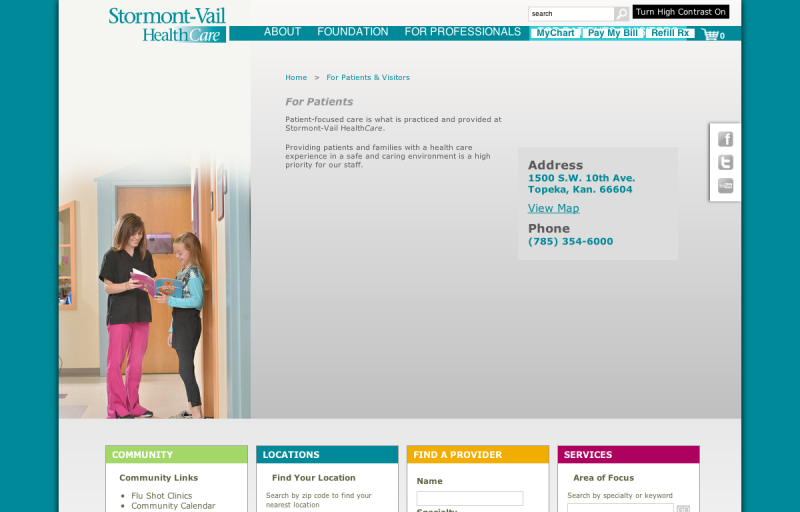 Stormont-Vail
HealthCare
search
Turn High Contrast On
ABOUT FOUNDATION FOR PROFESSIONALS MyChart Pay My Bill Refill Rx 0
Home > For Patients & Visitors
For Patients
Patient-focused care is what is practiced and provided at
Stormont-Vail HealthCare.
Providing patients and families with a health care
experience in a safe and caring environment is a high
priority for our staff.
Address
1500 S.W. 10th Ave.
Topeka, Kan. 66604
View Map
Phone
(785) 354-6000
COMMUNITY
Community Links
• Flu Shot Clinics
• Community Calendar
LOCATIONS
Find Your Location
Search by zip code to find your
nearest location
FIND A PROVIDER
Name
Specialty
SERVICES
Area of Focus
Search by specialty or keyword